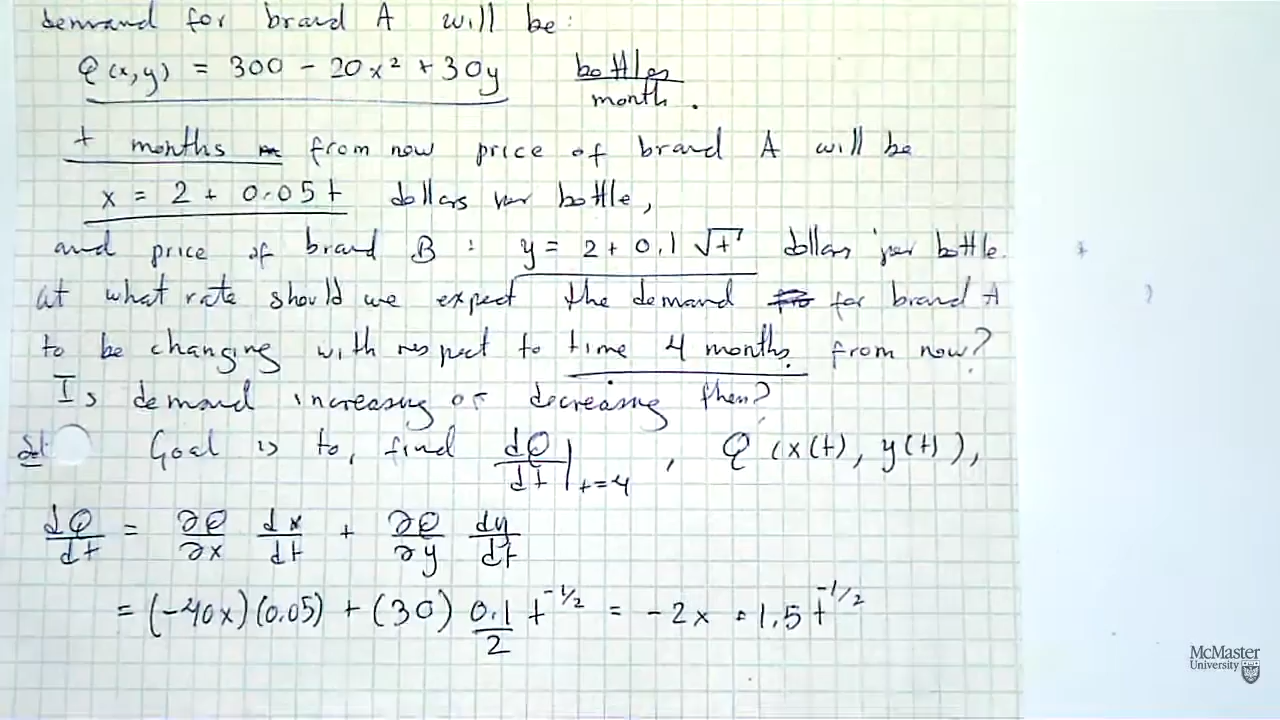 demand for brand A will be:
Q(x,y) = 300 - 20x² + 30y bottles/month.
t months from now price of brand A will be
x = 2 + 0.05t dollars per bottle,
and price of brand B : y = 2 + 0.1 √t dollars per bottle.
at what rate should we expect the demand for brand A
to be changing with respect to time 4 months from now?
Is demand increasing or decreasing then?
Sol: Goal is to find dQ/dt|t=4 , Q(x(t), y(t)),
dQ/dt = ∂Q/∂x dx/dt + ∂Q/∂y dy/dt
= (-40x)(0.05) + (30) 0.1/2 t^-1/2 = -2x · 1.5 t^-1/2
McMaster
University